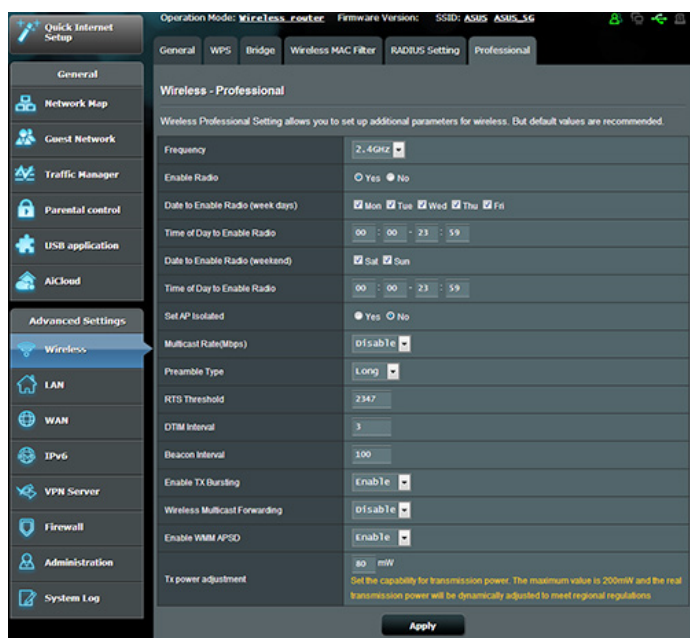 Quick Internet
Setup
Operation Mode: Wireless router Firmware Version: SSID: ASUS ASUS_5G
General WPS Bridge Wireless MAC Filter RADIUS Setting Professional
General
Network Map
Guest Network
Traffic Manager
Parental control
USB application
AiCloud
Advanced Settings
Wireless
LAN
WAN
IPv6
VPN Server
Firewall
Administration
System Log
Wireless - Professional
Wireless Professional Setting allows you to set up additional parameters for wireless. But default values are recommended.
Frequency 2.4GHz
Enable Radio Yes No
Date to Enable Radio (week days) Mon Tue Wed Thu Fri
Time of Day to Enable Radio 00 : 00 - 23 : 59
Date to Enable Radio (weekend) Sat Sun
Time of Day to Enable Radio 00 : 00 - 23 : 59
Set AP Isolated Yes No
Multicast Rate(Mbps) Disable
Preamble Type Long
RTS Threshold 2347
DTIM Interval 3
Beacon Interval 100
Enable TX Bursting Enable
Wireless Multicast Forwarding Disable
Enable WMM APSD Enable
Tx power adjustment 80 mW
Set the capability for transmission power. The maximum value is 200mW and the real
transmission power will be dynamically adjusted to meet regional regulations
Apply